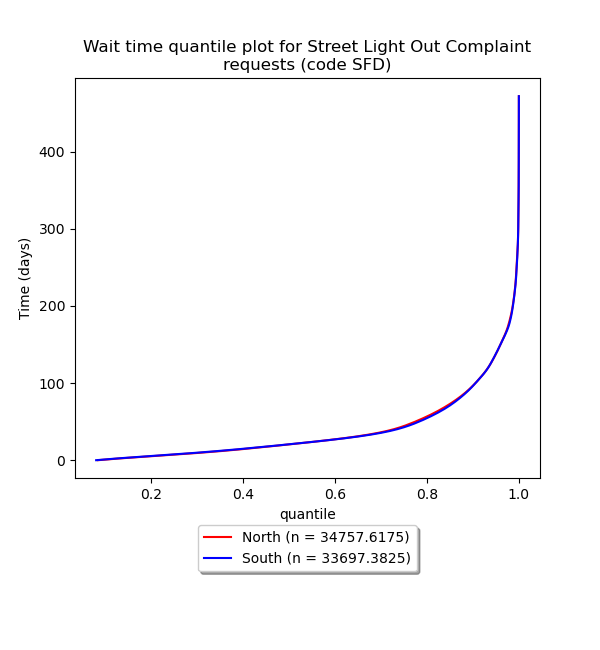 Wait time quantile plot for Street Light Out Complaint
requests (code SFD)
Time (days)
400
300
200
100
0
0.2
0.4
0.6
0.8
1.0
quantile
North (n = 34757.6175)
South (n = 33697.3825)